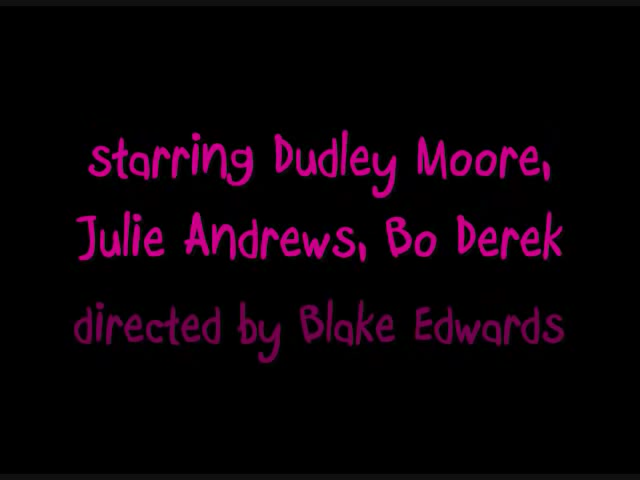 starring Dudley Moore,
Julie Andrews, Bo Derek
directed by Blake Edwards